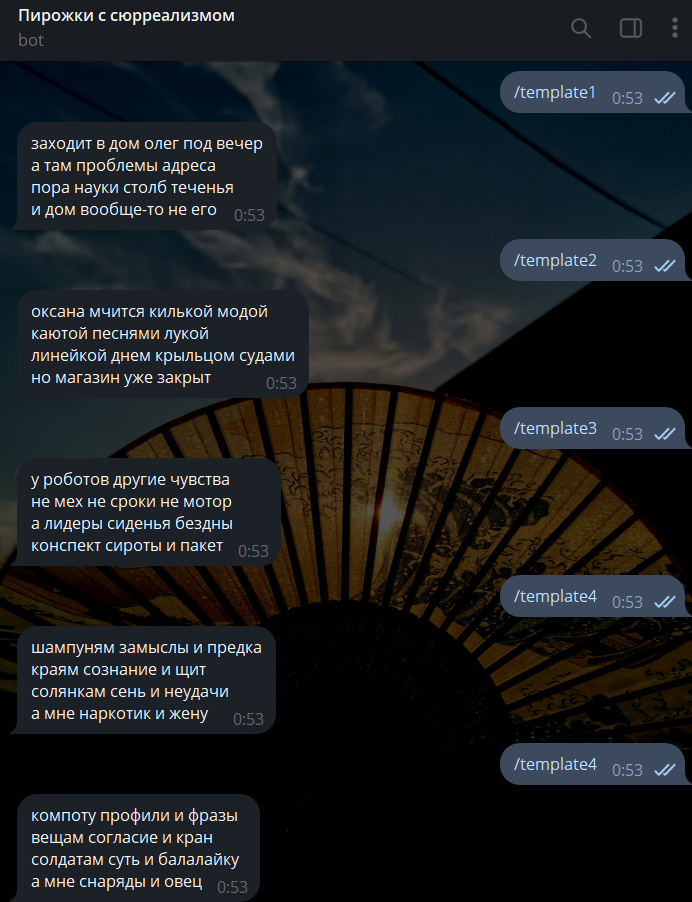 Пирожки с сюрреализмом
bot
/template1 0:53
заходит в дом олег под вечер
а там проблемы адреса
пора науки столб теченья
и дом вообще-то не его 0:53
/template2 0:53
оксана мчится килькой модой
каютой песнями лукой
линейкой днем крыльцом судами
но магазин уже закрыт 0:53
/template3 0:53
у роботов другие чувства
не мех не сроки не мотор
а лидеры сиденья бездны
конспект сироты и пакет 0:53
/template4 0:53
шампуням замыслы и предка
краям сознание и щит
солянкам сень и неудачи
а мне наркотик и жену 0:53
/template4 0:53
компоту профили и фразы
вещам согласие и кран
солдатам суть и балалайку
а мне снаряды и овец 0:53